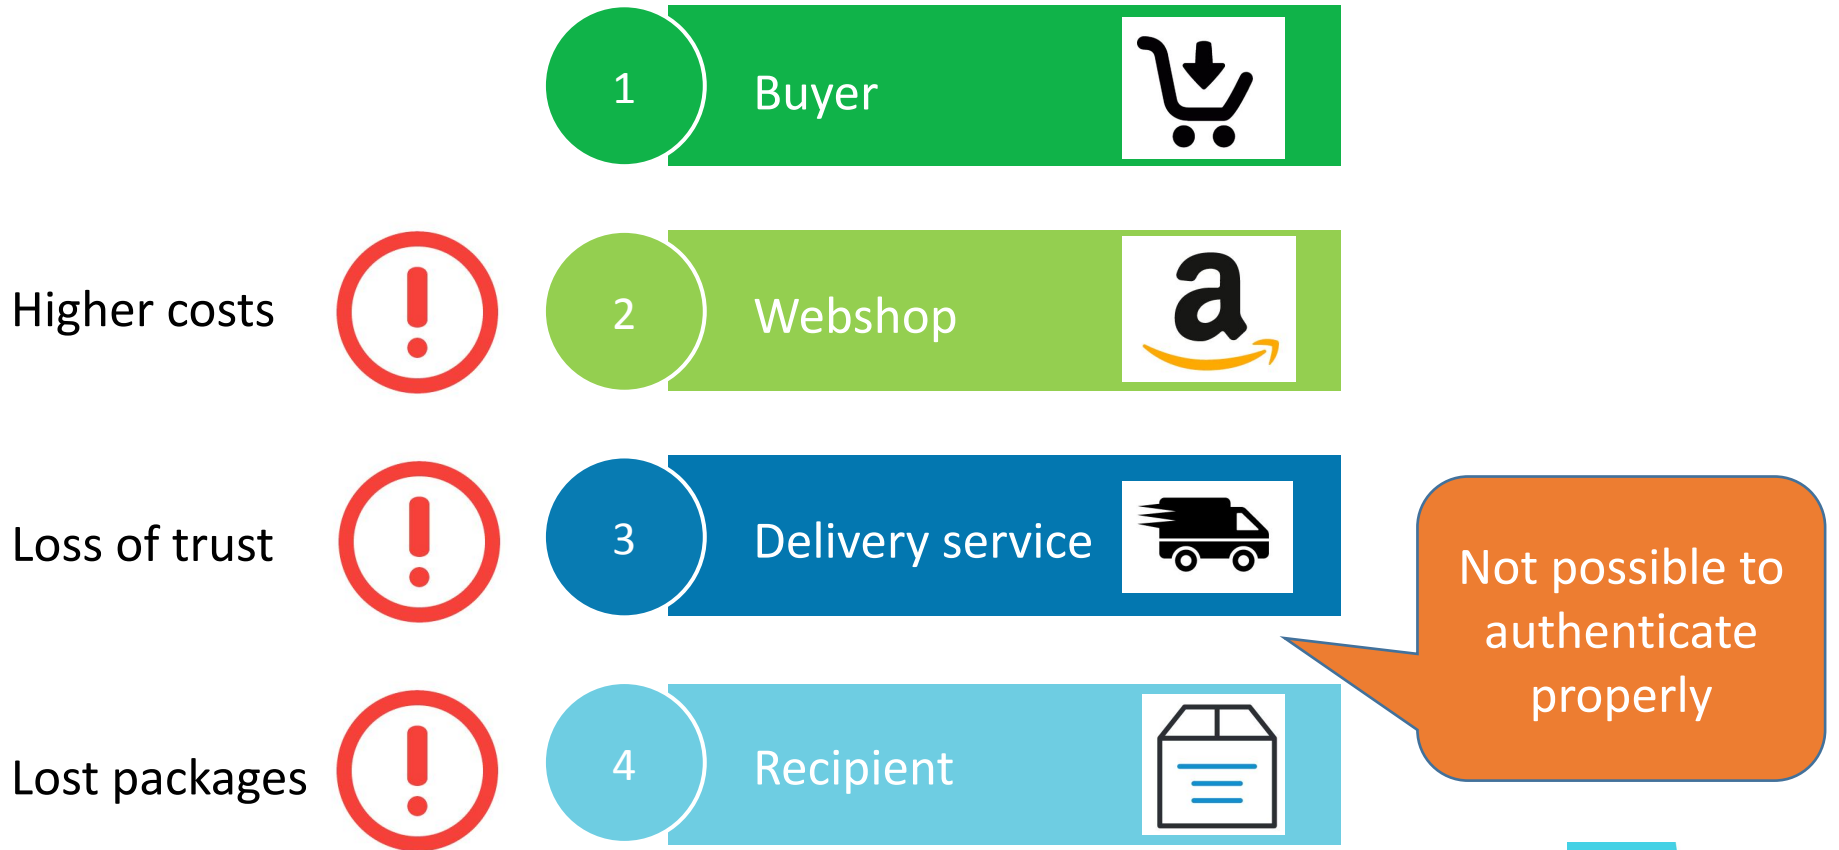 1
Buyer
Higher costs
2
Webshop
a
Loss of trust
3
Delivery service
Not possible to
authenticate
properly
Lost packages
4
Recipient